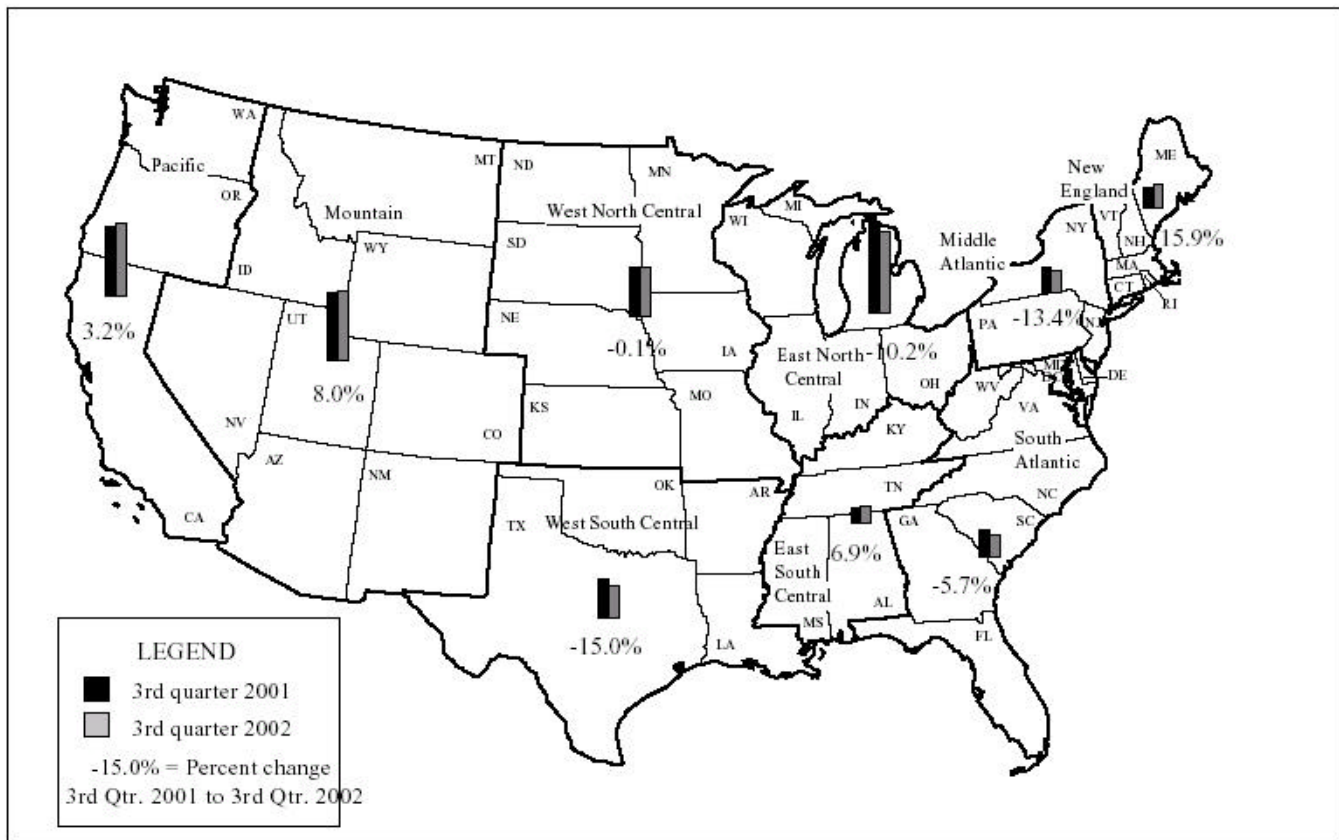 WA
Pacific
OR
MT
Mountain
ID
WY
ND
MN
West North Central
SD
WI
MI
New
England
ME
VT
NH
NY
Middle
Atlantic
15.9%
MA
CT
RI
3.2%
UT
8.0%
NV
CO
NE
-0.1%
IA
KS
MO
East North
Central
-10.2%
IL
IN
OH
PA
-13.4%
NJ
DE
WV
VA
KY
South
Atlantic
NC
CA
AZ
NM
OK
AR
TX
West South Central
TN
GA
SC
East
South
Central
6.9%
-5.7%
AL
MS
FL
LA
-15.0%
LEGEND
3rd quarter 2001
3rd quarter 2002
-15.0% = Percent change
3rd Qtr. 2001 to 3rd Qtr. 2002